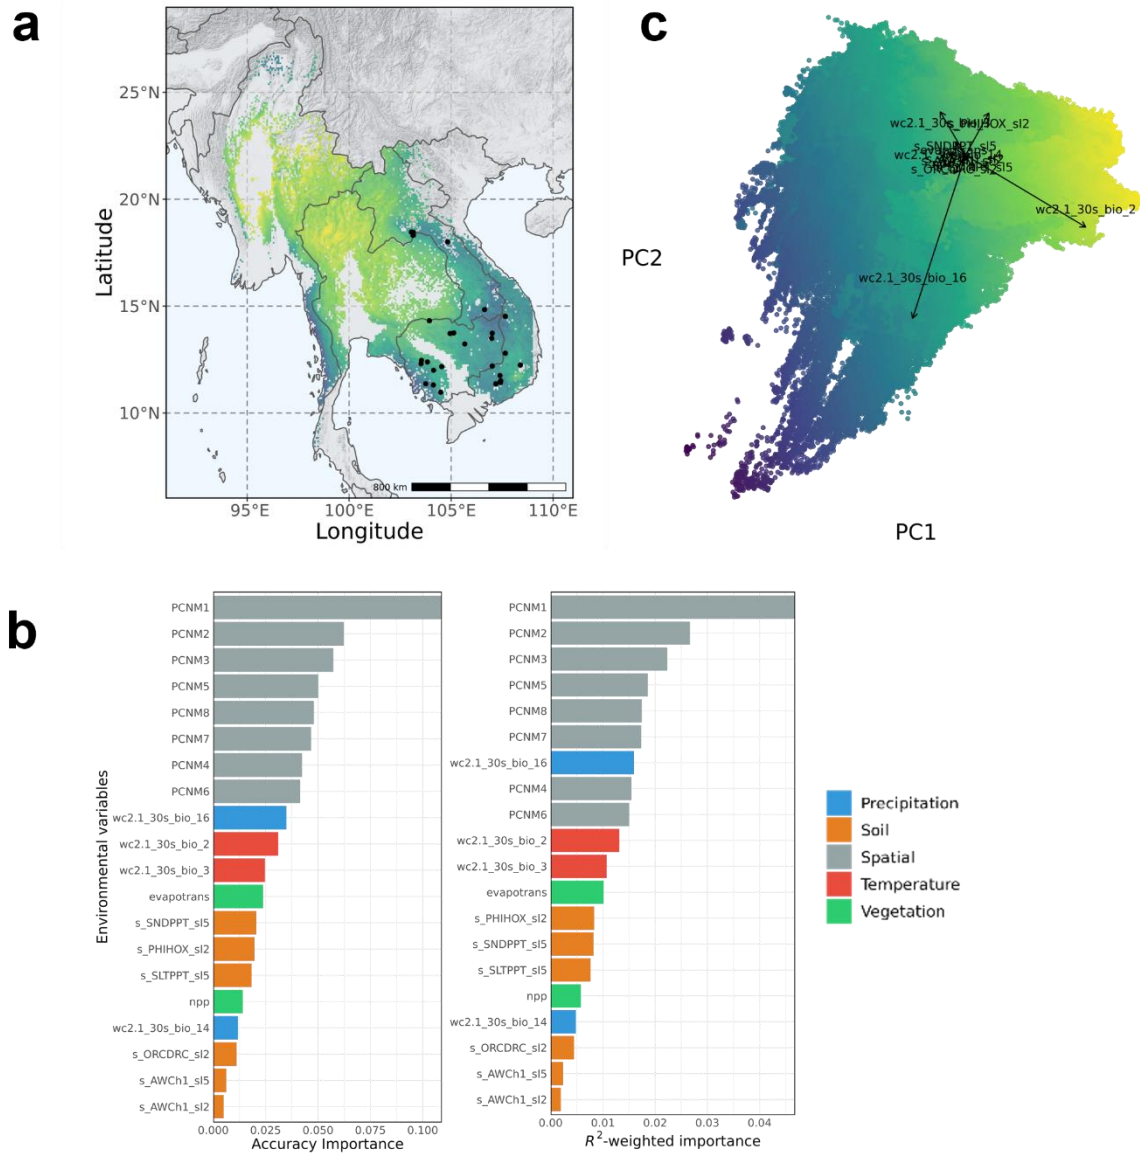 a
25°N
20°N
15°N
10°N
Latitude
800 km
95°E
100°E
105°E
110°E
Longitude
c
s_SNDPPT_sl5
wc2.1_30s_bio_2
wc2.1_30s_bio_16
PC2
PC1
b
Environmental variables
PCNM1
PCNM2
PCNM3
PCNM5
PCNM8
PCNM7
PCNM4
PCNM6
wc2.1_30s_bio_16
wc2.1_30s_bio_2
wc2.1_30s_bio_3
evapotrans
s_SNDPPT_sl5
s_PHIHOX_sl2
s_SLTPPT_sl5
npp
wc2.1_30s_bio_14
s_ORCDRC_sl2
s_AWCh1_sl5
s_AWCh1_sl2
0.000
0.025
0.050
0.075
0.100
Accuracy Importance
PCNM1
PCNM2
PCNM3
PCNM5
PCNM8
PCNM7
wc2.1_30s_bio_16
PCNM4
PCNM6
wc2.1_30s_bio_2
wc2.1_30s_bio_3
evapotrans
s_PHIHOX_sl2
s_SNDPPT_sl5
s_SLTPPT_sl5
npp
wc2.1_30s_bio_14
s_ORCDRC_sl2
s_AWCh1_sl5
s_AWCh1_sl2
0.00
0.01
0.02
0.03
0.04
R²-weighted importance
Precipitation
Soil
Spatial
Temperature
Vegetation